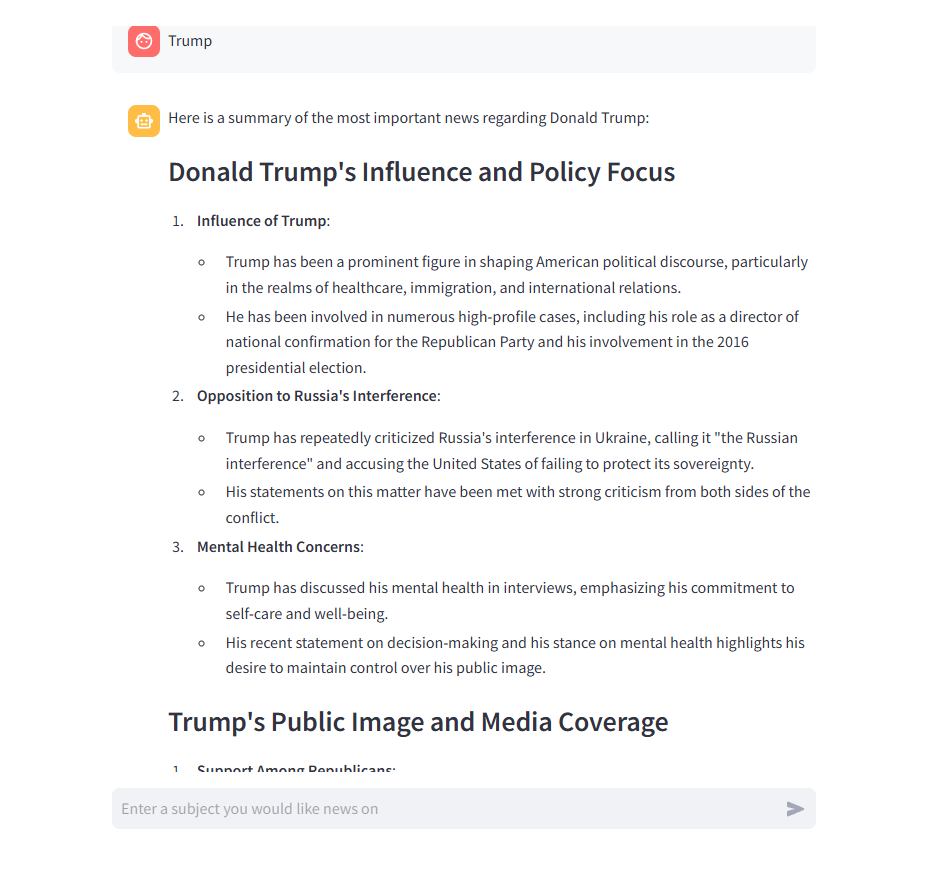 Trump
Here is a summary of the most important news regarding Donald Trump:
Donald Trump's Influence and Policy Focus
1. Influence of Trump:
Trump has been a prominent figure in shaping American political discourse, particularly
in the realms of healthcare, immigration, and international relations.
He has been involved in numerous high-profile cases, including his role as a director of
national confirmation for the Republican Party and his involvement in the 2016
presidential election.
2. Opposition to Russia's Interference:
Trump has repeatedly criticized Russia's interference in Ukraine, calling it "the Russian
interference" and accusing the United States of failing to protect its sovereignty.
His statements on this matter have been met with strong criticism from both sides of the
conflict.
3. Mental Health Concerns:
Trump has discussed his mental health in interviews, emphasizing his commitment to
self-care and well-being.
His recent statement on decision-making and his stance on mental health highlights his
desire to maintain control over his public image.
Trump's Public Image and Media Coverage
1. Support Among Republicans:
Enter a subject you would like news on